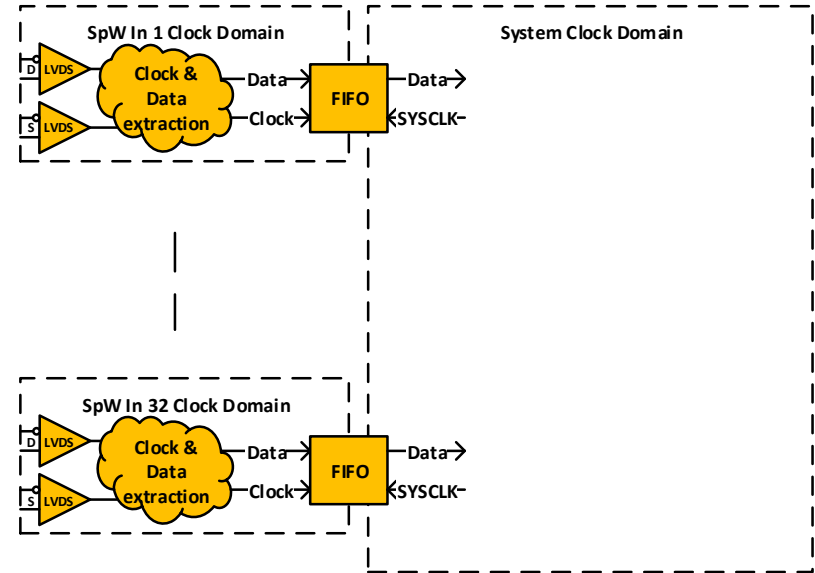 SpW In 1 Clock Domain
System Clock Domain
D
LVDS
Clock &
Data
extraction
Data
FIFO
Data
S
LVDS
Clock
SYSCLK
SpW In 32 Clock Domain
D
LVDS
Clock &
Data
extraction
Data
FIFO
Data
S
LVDS
Clock
SYSCLK